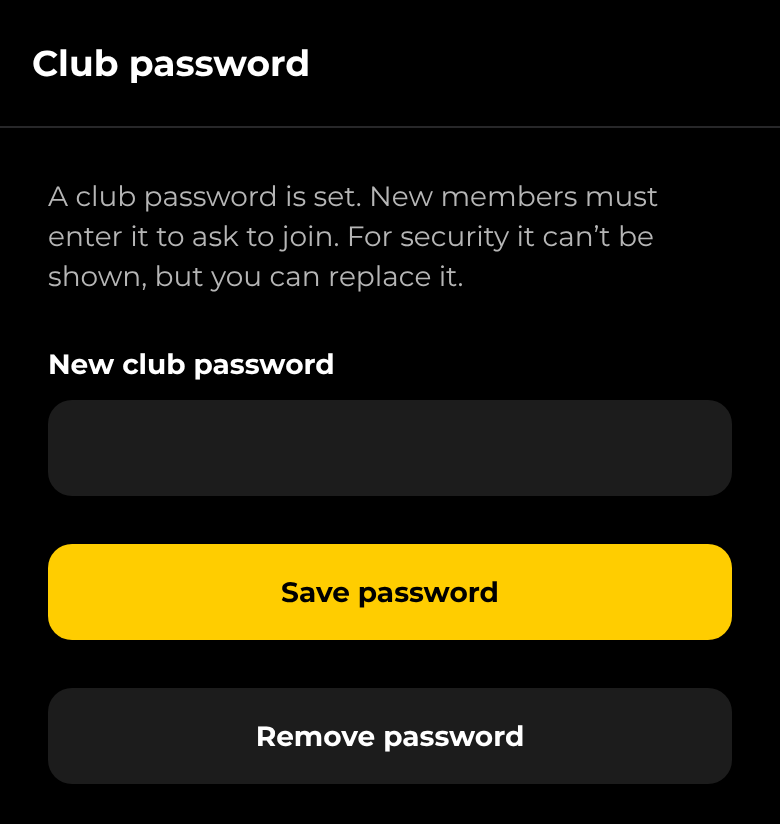 Club password
A club password is set. New members must
enter it to ask to join. For security it can’t be
shown, but you can replace it.
New club password
Save password
Remove password